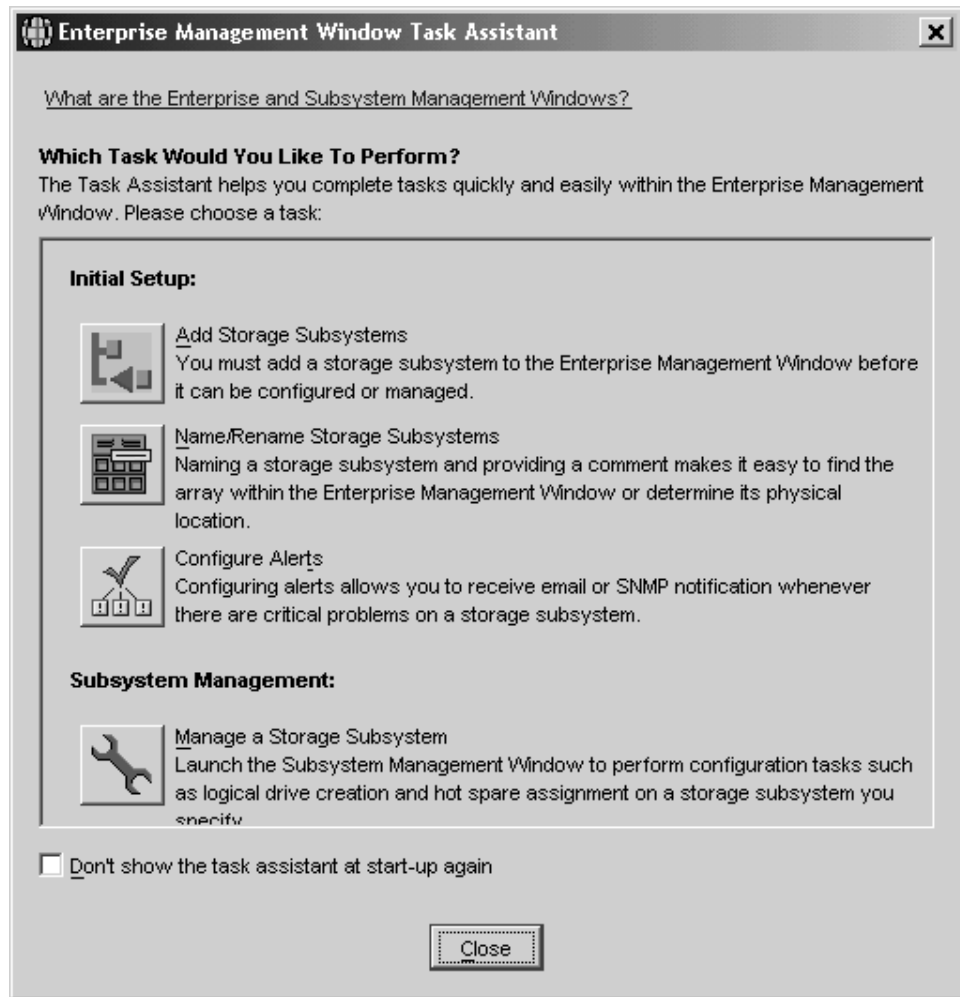 Enterprise Management Window Task Assistant
What are the Enterprise and Subsystem Management Windows?
Which Task Would You Like To Perform?
The Task Assistant helps you complete tasks quickly and easily within the Enterprise Management
Window. Please choose a task:
Initial Setup:
Add Storage Subsystems
You must add a storage subsystem to the Enterprise Management Window before
it can be configured or managed.
Name/Rename Storage Subsystems
Naming a storage subsystem and providing a comment makes it easy to find the
array within the Enterprise Management Window or determine its physical
location.
Configure Alerts
Configuring alerts allows you to receive email or SNMP notification whenever
there are critical problems on a storage subsystem.
Subsystem Management:
Manage a Storage Subsystem
Launch the Subsystem Management Window to perform configuration tasks such
as logical drive creation and hot spare assignment on a storage subsystem you
specify.
Don't show the task assistant at start-up again
Close